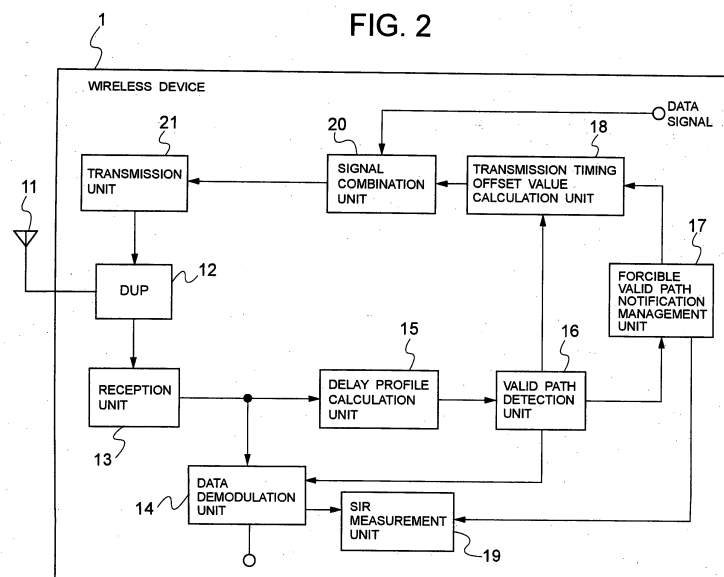 FIG. 2
1
WIRELESS DEVICE
DATA
SIGNAL
21
TRANSMISSION
UNIT
20
SIGNAL
COMBINATION
UNIT
18
TRANSMISSION TIMING
OFFSET VALUE
CALCULATION UNIT
11
17
FORCIBLE
VALID PATH
NOTIFICATION
MANAGEMENT
UNIT
DUP
12
15
DELAY PROFILE
CALCULATION
UNIT
16
VALID PATH
DETECTION
UNIT
RECEPTION
UNIT
13
14
DATA
DEMODULATION
UNIT
SIR
MEASUREMENT
UNIT
19